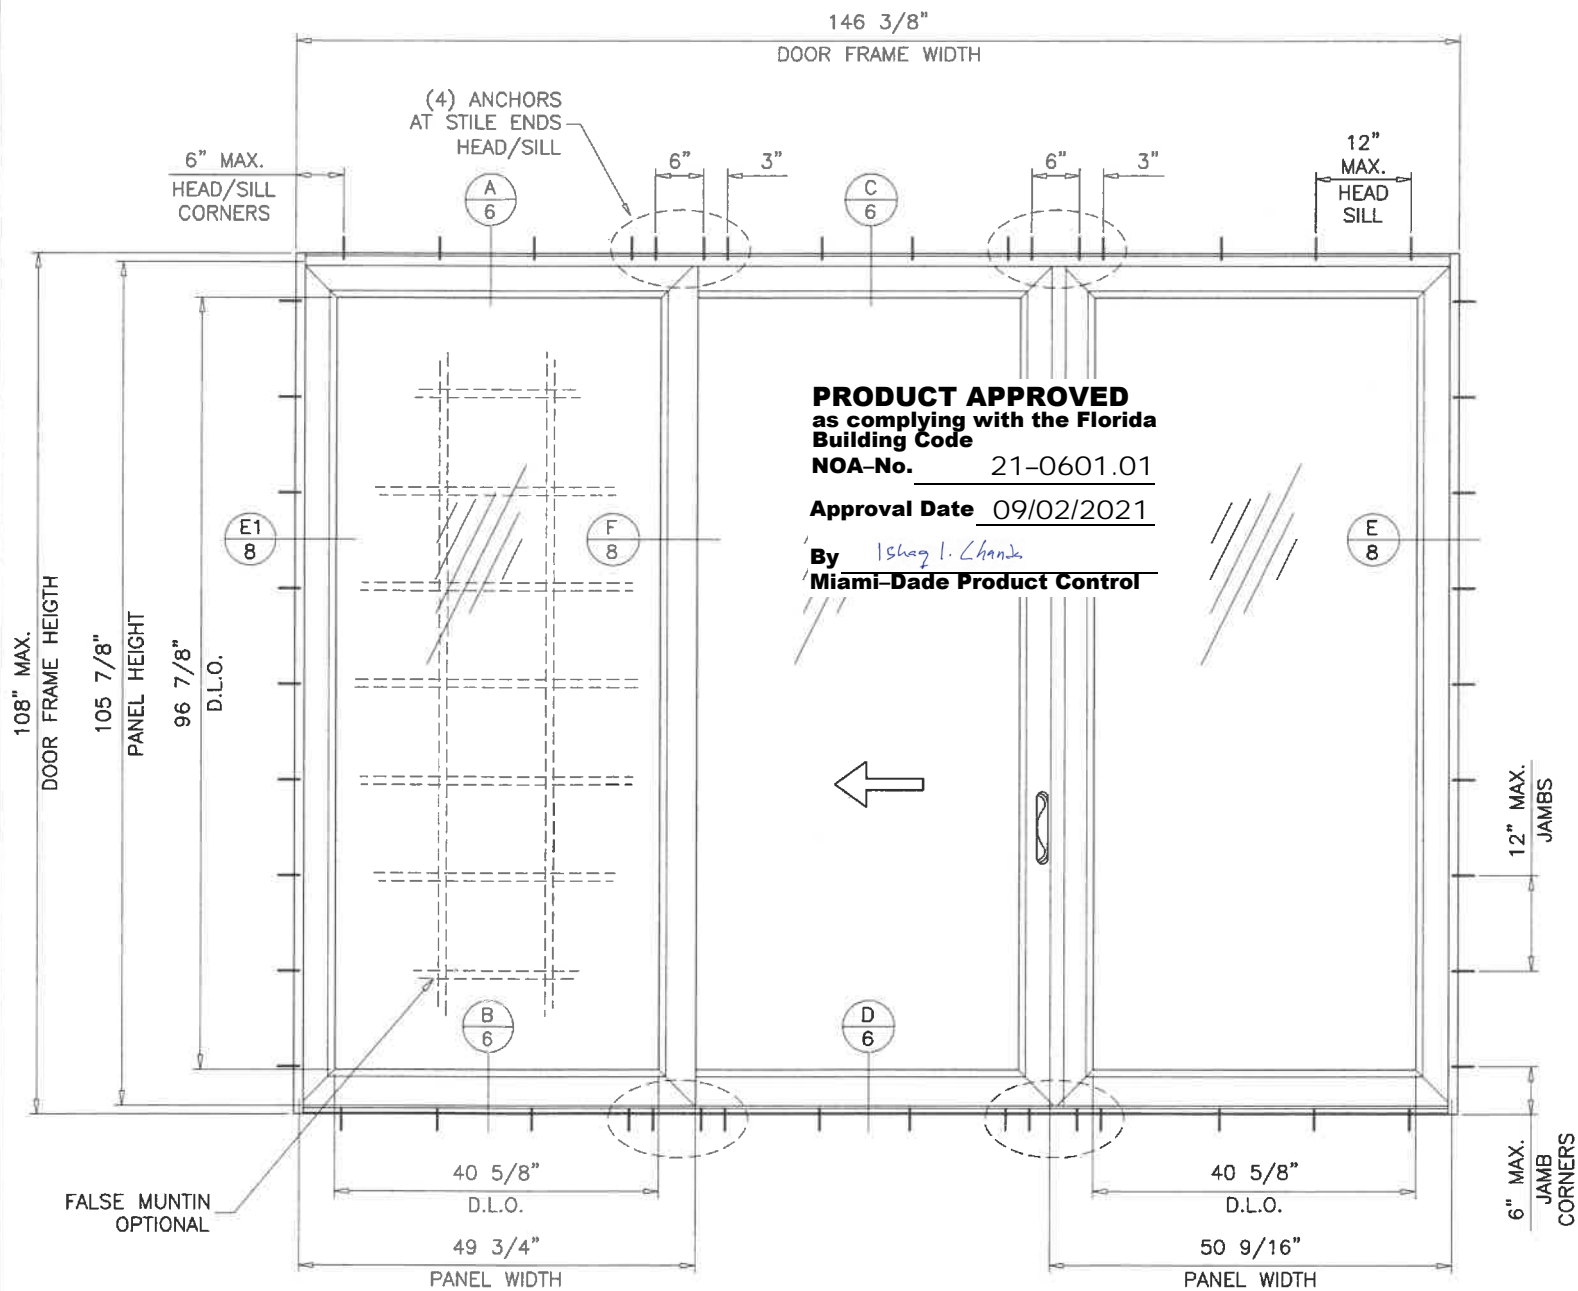 146 3/8"
DOOR FRAME WIDTH
(4) ANCHORS
AT STILE ENDS
HEAD/SILL
6" MAX.
HEAD/SILL
CORNERS
A
6
6"
3"
C
6
6"
3"
12"
MAX.
HEAD
SILL
PRODUCT APPROVED
as complying with the Florida
Building Code
NOA–No. 21–0601.01
Approval Date 09/02/2021
By Ishaq I. Chanda
Miami–Dade Product Control
E1
8
F
8
E
8
108" MAX.
DOOR FRAME HEIGTH
105 7/8"
PANEL HEIGHT
96 7/8"
D.L.O.
12" MAX.
JAMBS
B
6
D
6
6" MAX.
JAMB
CORNERS
FALSE MUNTIN
OPTIONAL
40 5/8"
D.L.O.
40 5/8"
D.L.O.
49 3/4"
PANEL WIDTH
50 9/16"
PANEL WIDTH